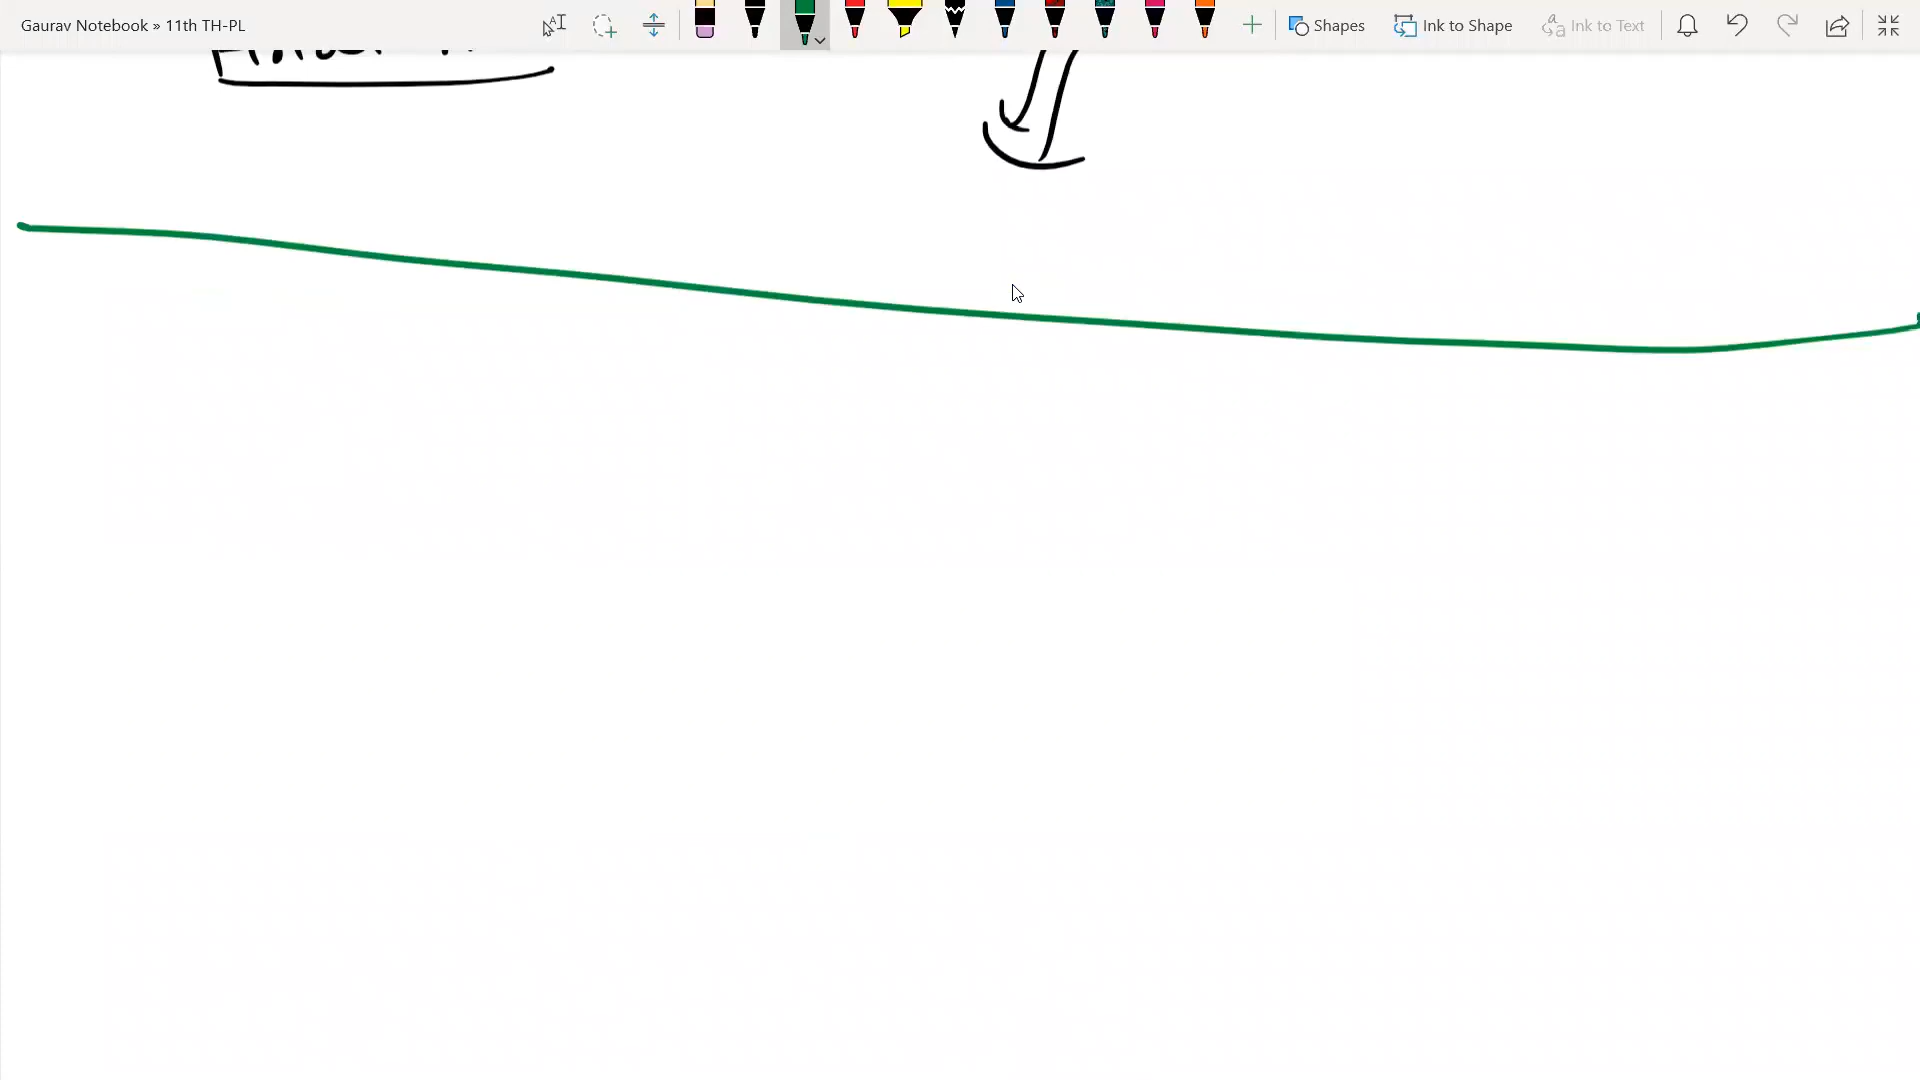 Gaurav Notebook » 11th TH-PL
Shapes
Ink to Shape
Ink to Text